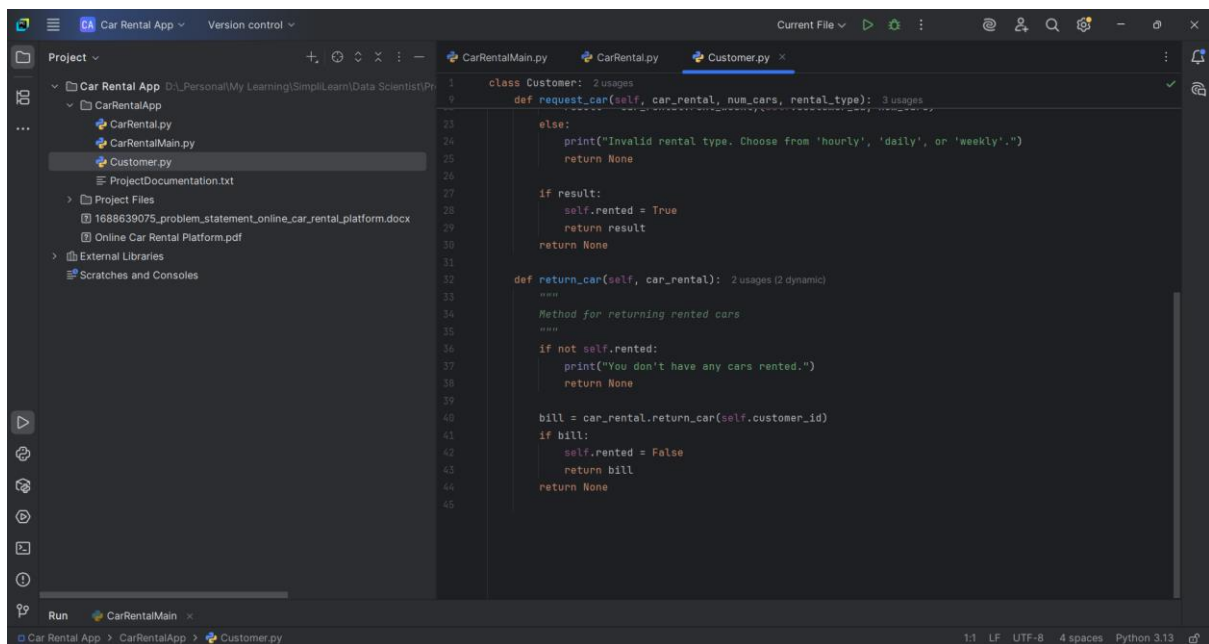 CA Car Rental App Version control Current File
Project
Car Rental App D:\_Personal\My Learning\SimpliLearn\Data Scientist\Pr
CarRentalApp
CarRental.py
CarRentalMain.py
Customer.py
ProjectDocumentation.txt
Project Files
1688639075_problem_statement_online_car_rental_platform.docx
Online Car Rental Platform.pdf
External Libraries
Scratches and Consoles
CarRentalMain.py CarRental.py Customer.py
1 class Customer: 2 usages
9 def request_car(self, car_rental, num_cars, rental_type): 3 usages
23 else:
24 print("Invalid rental type. Choose from 'hourly', 'daily', or 'weekly'.")
25 return None
26
27 if result:
28 self.rented = True
29 return result
30 return None
31
32 def return_car(self, car_rental): 2 usages (2 dynamic)
33 """
34 Method for returning rented cars
35 """
36 if not self.rented:
37 print("You don't have any cars rented.")
38 return None
39
40 bill = car_rental.return_car(self.customer_id)
41 if bill:
42 self.rented = False
43 return bill
44 return None
45
Run CarRentalMain
Car Rental App > CarRentalApp > Customer.py 1:1 LF UTF-8 4 spaces Python 3.13